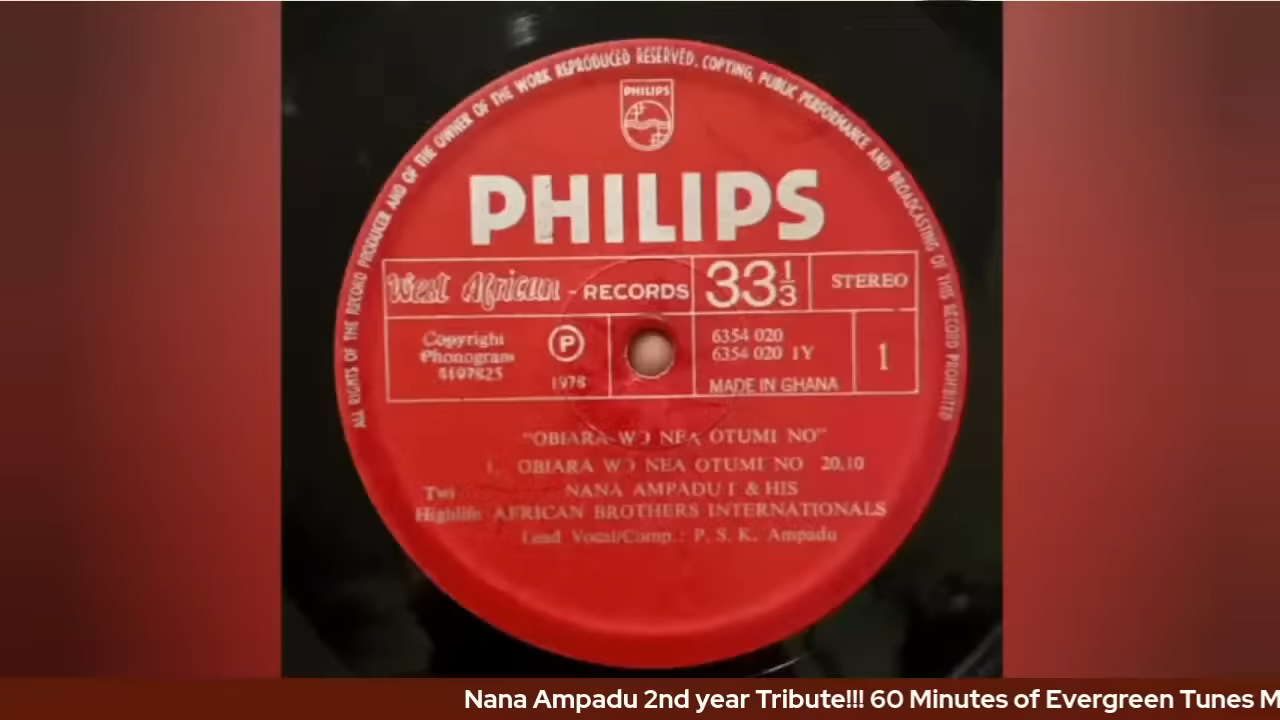 ALL RIGHTS OF THE RECORD PRODUCER AND OF THE OWNER OF THE WORK REPRODUCED RESERVED. COPYING, PUBLIC PERFORMANCE AND BROADCASTING OF THIS RECORD PROHIBITED
PHILIPS
PHILIPS
West African - RECORDS
33 1/3
STEREO
Copyright
Phonogram
Ⓟ
1978
6354 020
6354 020 1Y
MADE IN GHANA
1
"OBIARA WƆ NEA OTUMI NO"
1. OBIARA WƆ NEA OTUMI NO 20.10
Twi NANA AMPADU I & HIS
Highlife AFRICAN BROTHERS INTERNATIONALS
Lead Vocal/Comp.: P. S. K. Ampadu
Nana Ampadu 2nd year Tribute!!! 60 Minutes of Evergreen Tunes M